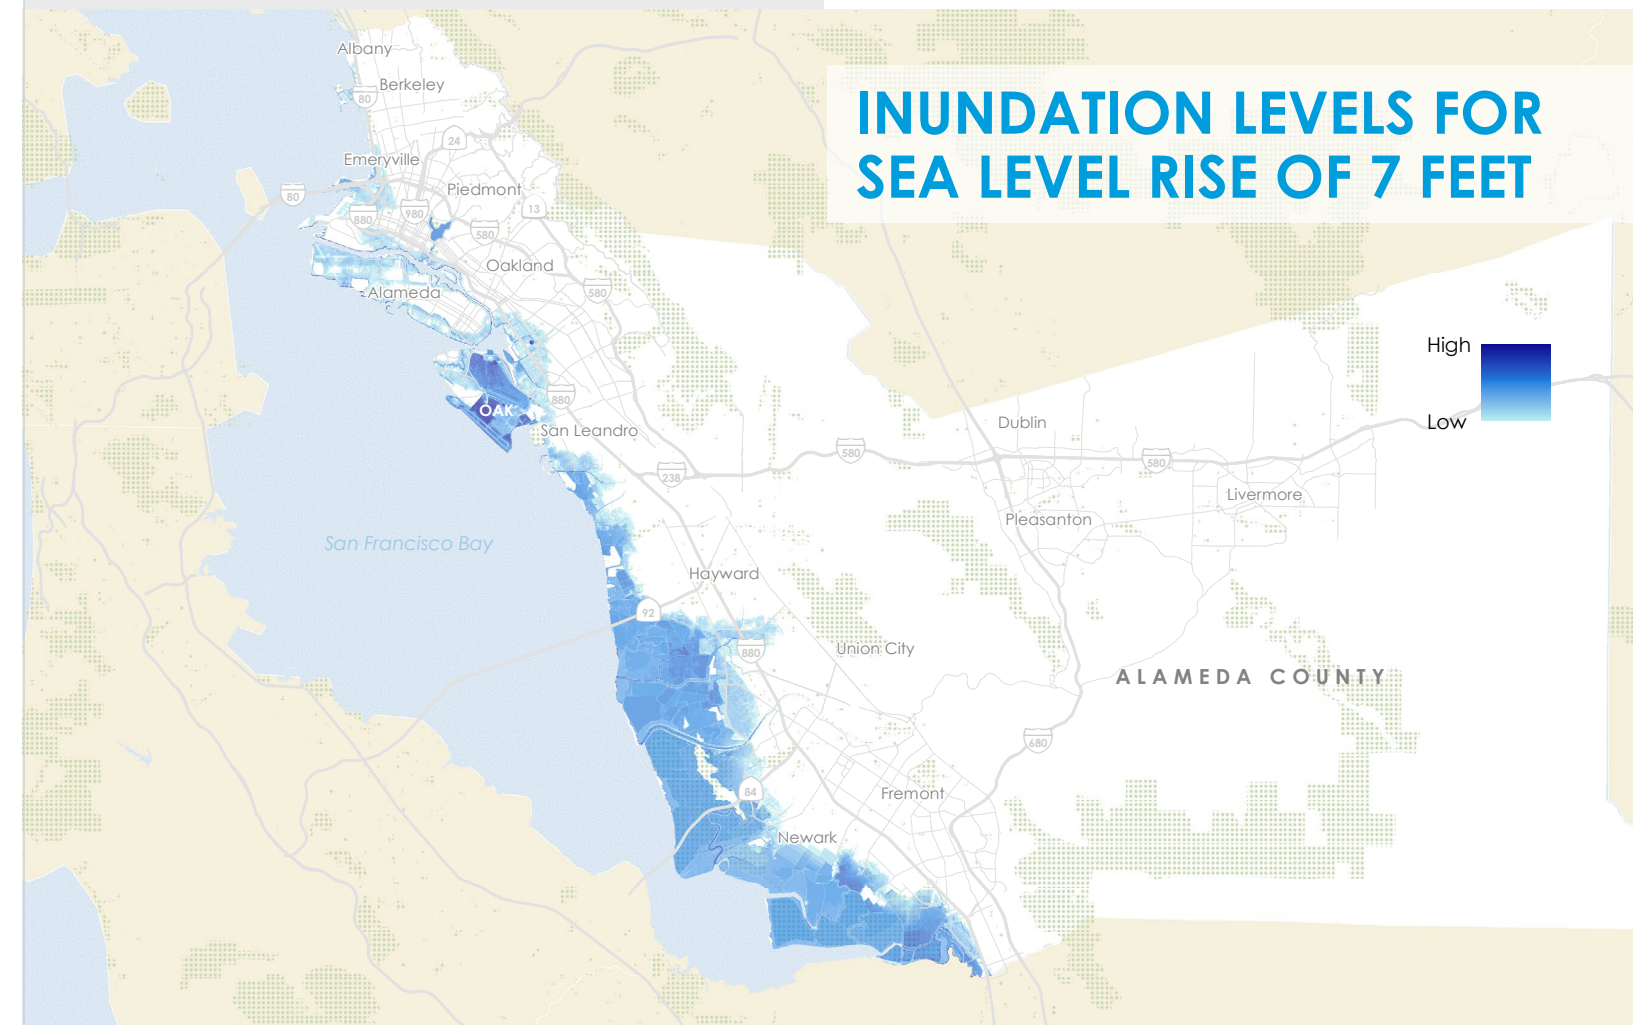 INUNDATION LEVELS FOR
SEA LEVEL RISE OF 7 FEET
Albany
Berkeley
80
24
Emeryville
Piedmont
80
880
980
13
580
Oakland
Alameda
580
High
Low
880
OAK
San Leandro
Dublin
580
580
238
Livermore
Pleasanton
San Francisco Bay
Hayward
92
880
Union City
ALAMEDA COUNTY
680
84
Fremont
Newark